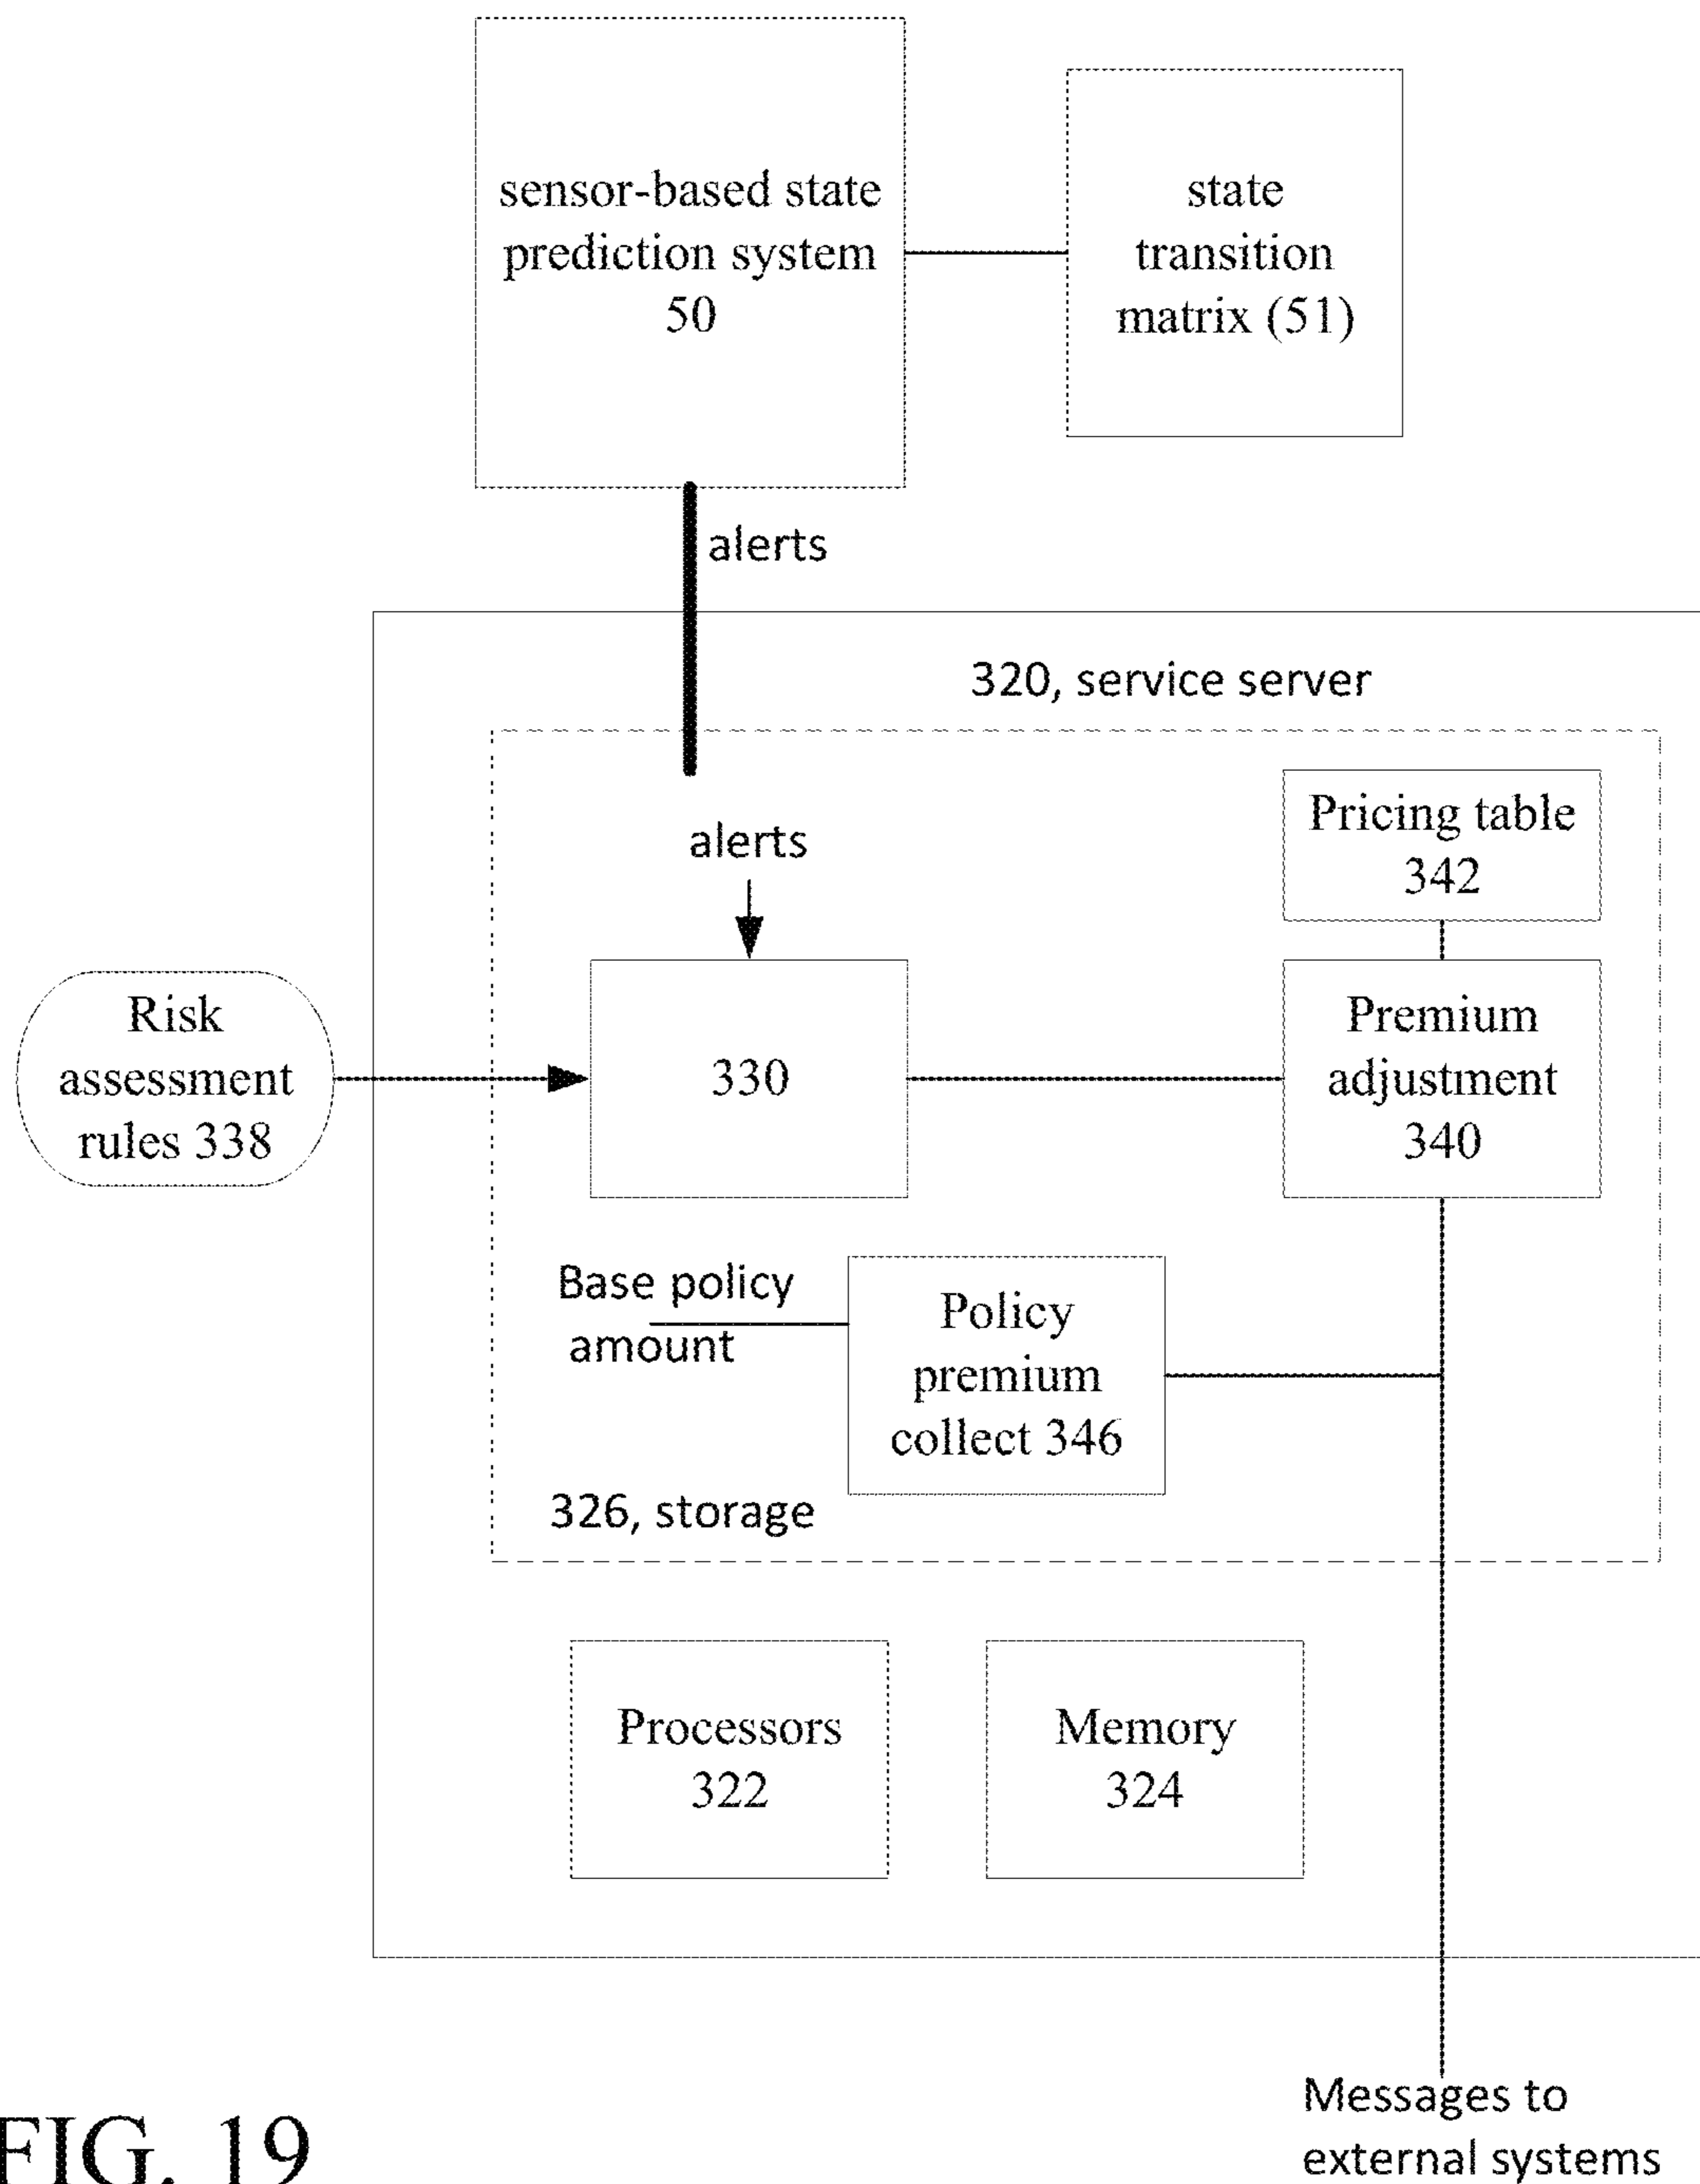 sensor-based state
prediction system
50
state
transition
matrix (51)
alerts
320, service server
alerts
Pricing table
342
Risk
assessment
rules 338
330
Premium
adjustment
340
Base policy
amount
Policy
premium
collect 346
326, storage
Processors
322
Memory
324
Messages to
external systems
FIG. 19